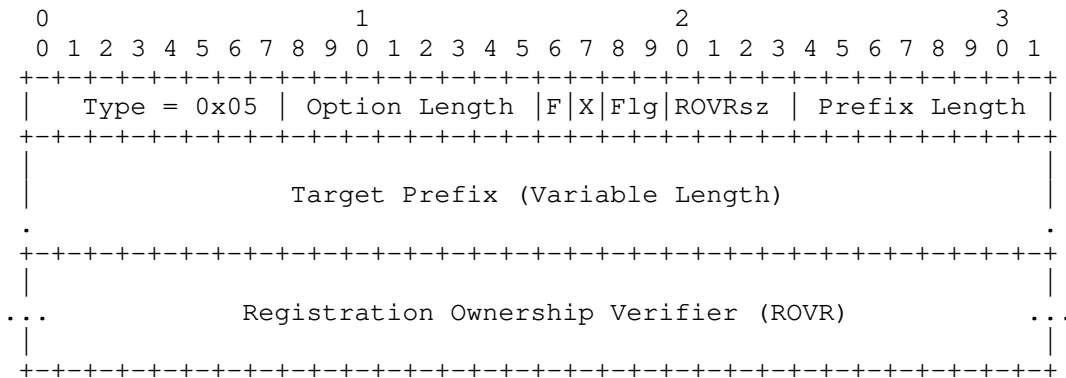 0                   1                   2                   3
 0 1 2 3 4 5 6 7 8 9 0 1 2 3 4 5 6 7 8 9 0 1 2 3 4 5 6 7 8 9 0 1
+-+-+-+-+-+-+-+-+-+-+-+-+-+-+-+-+-+-+-+-+-+-+-+-+-+-+-+-+-+-+-+-+
|   Type = 0x05 | Option Length |F|X|Flg|ROVRsz | Prefix Length |
+-+-+-+-+-+-+-+-+-+-+-+-+-+-+-+-+-+-+-+-+-+-+-+-+-+-+-+-+-+-+-+-+
|                                                               |
|                Target Prefix (Variable Length)                |
.                                                               .
+-+-+-+-+-+-+-+-+-+-+-+-+-+-+-+-+-+-+-+-+-+-+-+-+-+-+-+-+-+-+-+-+
|                                                               |
...            Registration Ownership Verifier (ROVR)           ...
|                                                               |
+-+-+-+-+-+-+-+-+-+-+-+-+-+-+-+-+-+-+-+-+-+-+-+-+-+-+-+-+-+-+-+-+